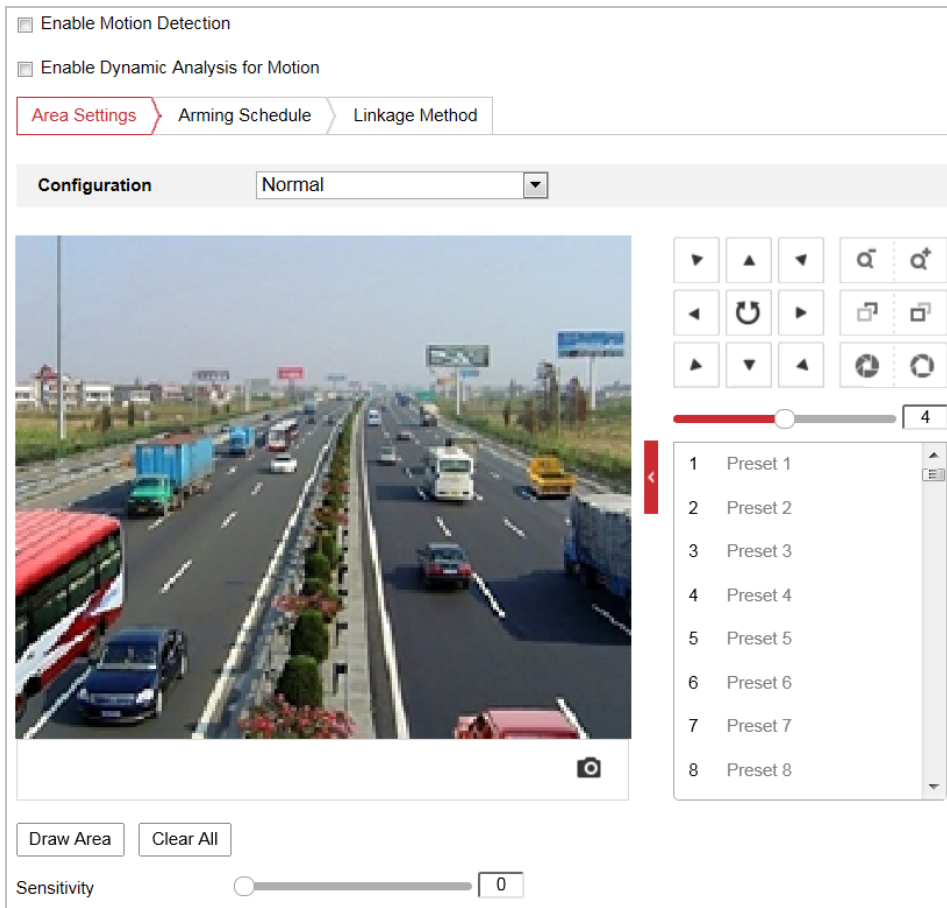 Enable Motion Detection
Enable Dynamic Analysis for Motion
Area Settings Arming Schedule Linkage Method
Configuration Normal
4
1 Preset 1
2 Preset 2
3 Preset 3
4 Preset 4
5 Preset 5
6 Preset 6
7 Preset 7
8 Preset 8
Draw Area Clear All
Sensitivity 0